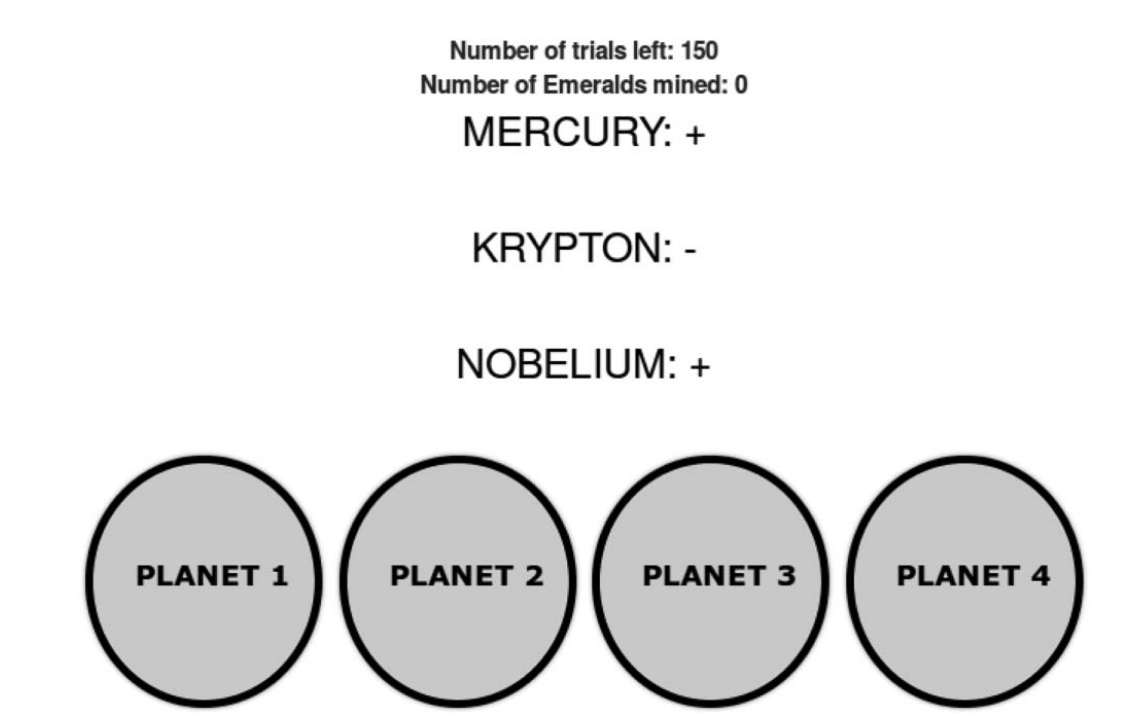 Number of trials left: 150
Number of Emeralds mined: 0
MERCURY: +
KRYPTON: -
NOBELIUM: +
PLANET 1 PLANET 2 PLANET 3 PLANET 4